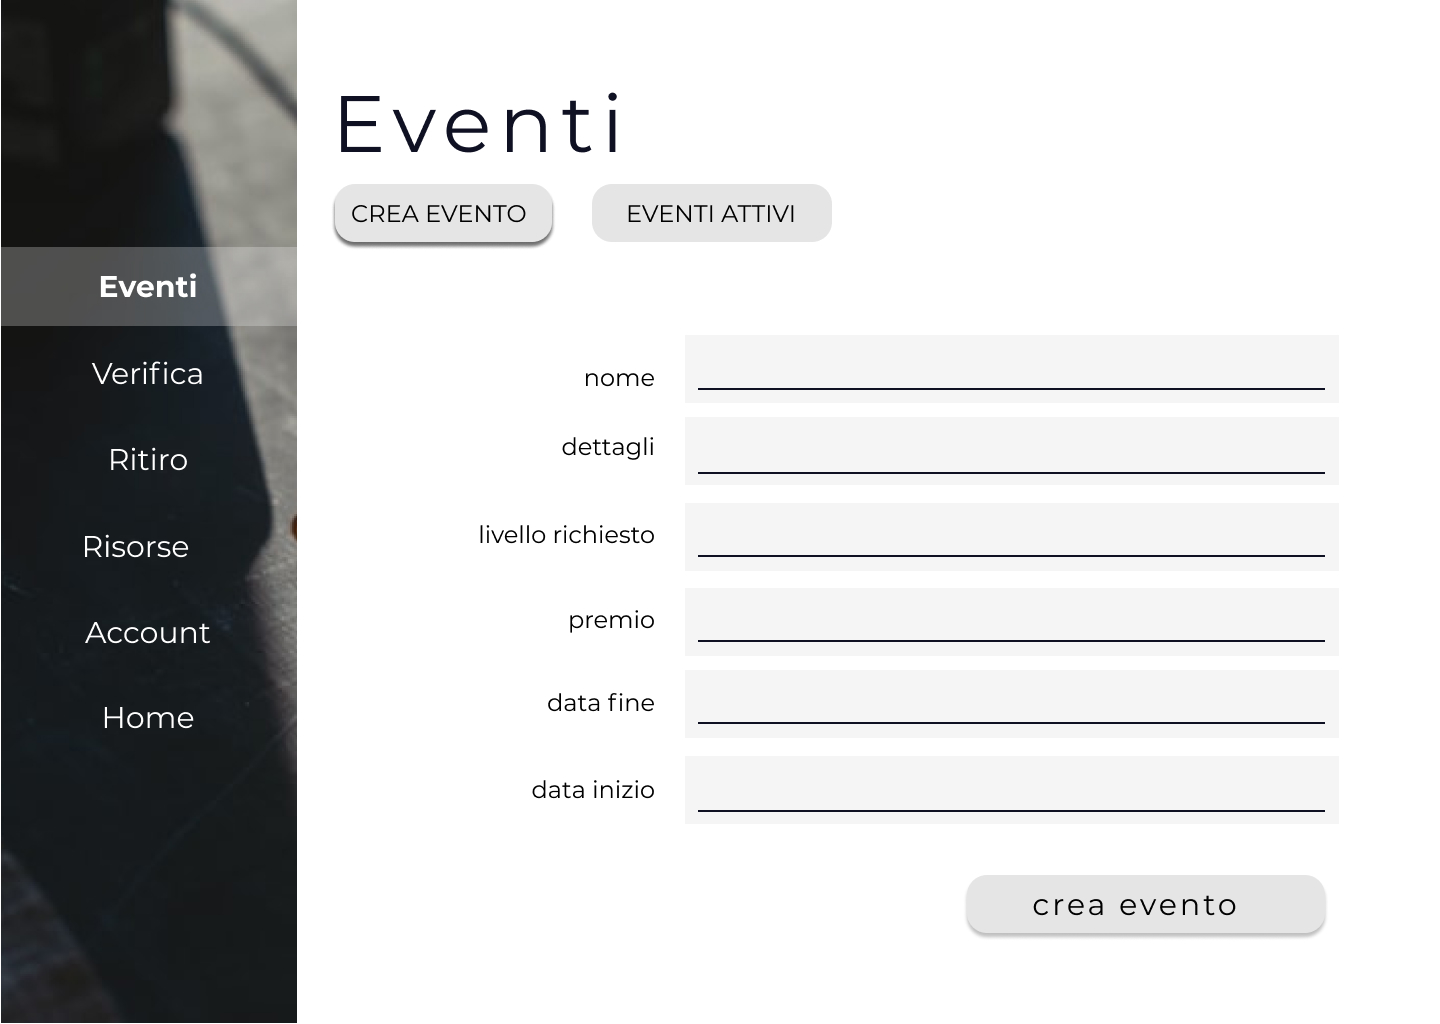 Eventi
Verifica
Ritiro
Risorse
Account
Home
Eventi
CREA EVENTO
EVENTI ATTIVI
nome
dettagli
livello richiesto
premio
data fine
data inizio
crea evento